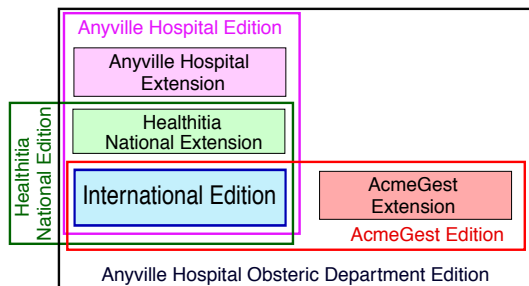 Anyville Hospital Edition
Anyville Hospital
Extension
Healthitia
National Edition
Healthitia
National Extension
International Edition
AcmeGest
Extension
AcmeGest Edition
Anyville Hospital Obsteric Department Edition